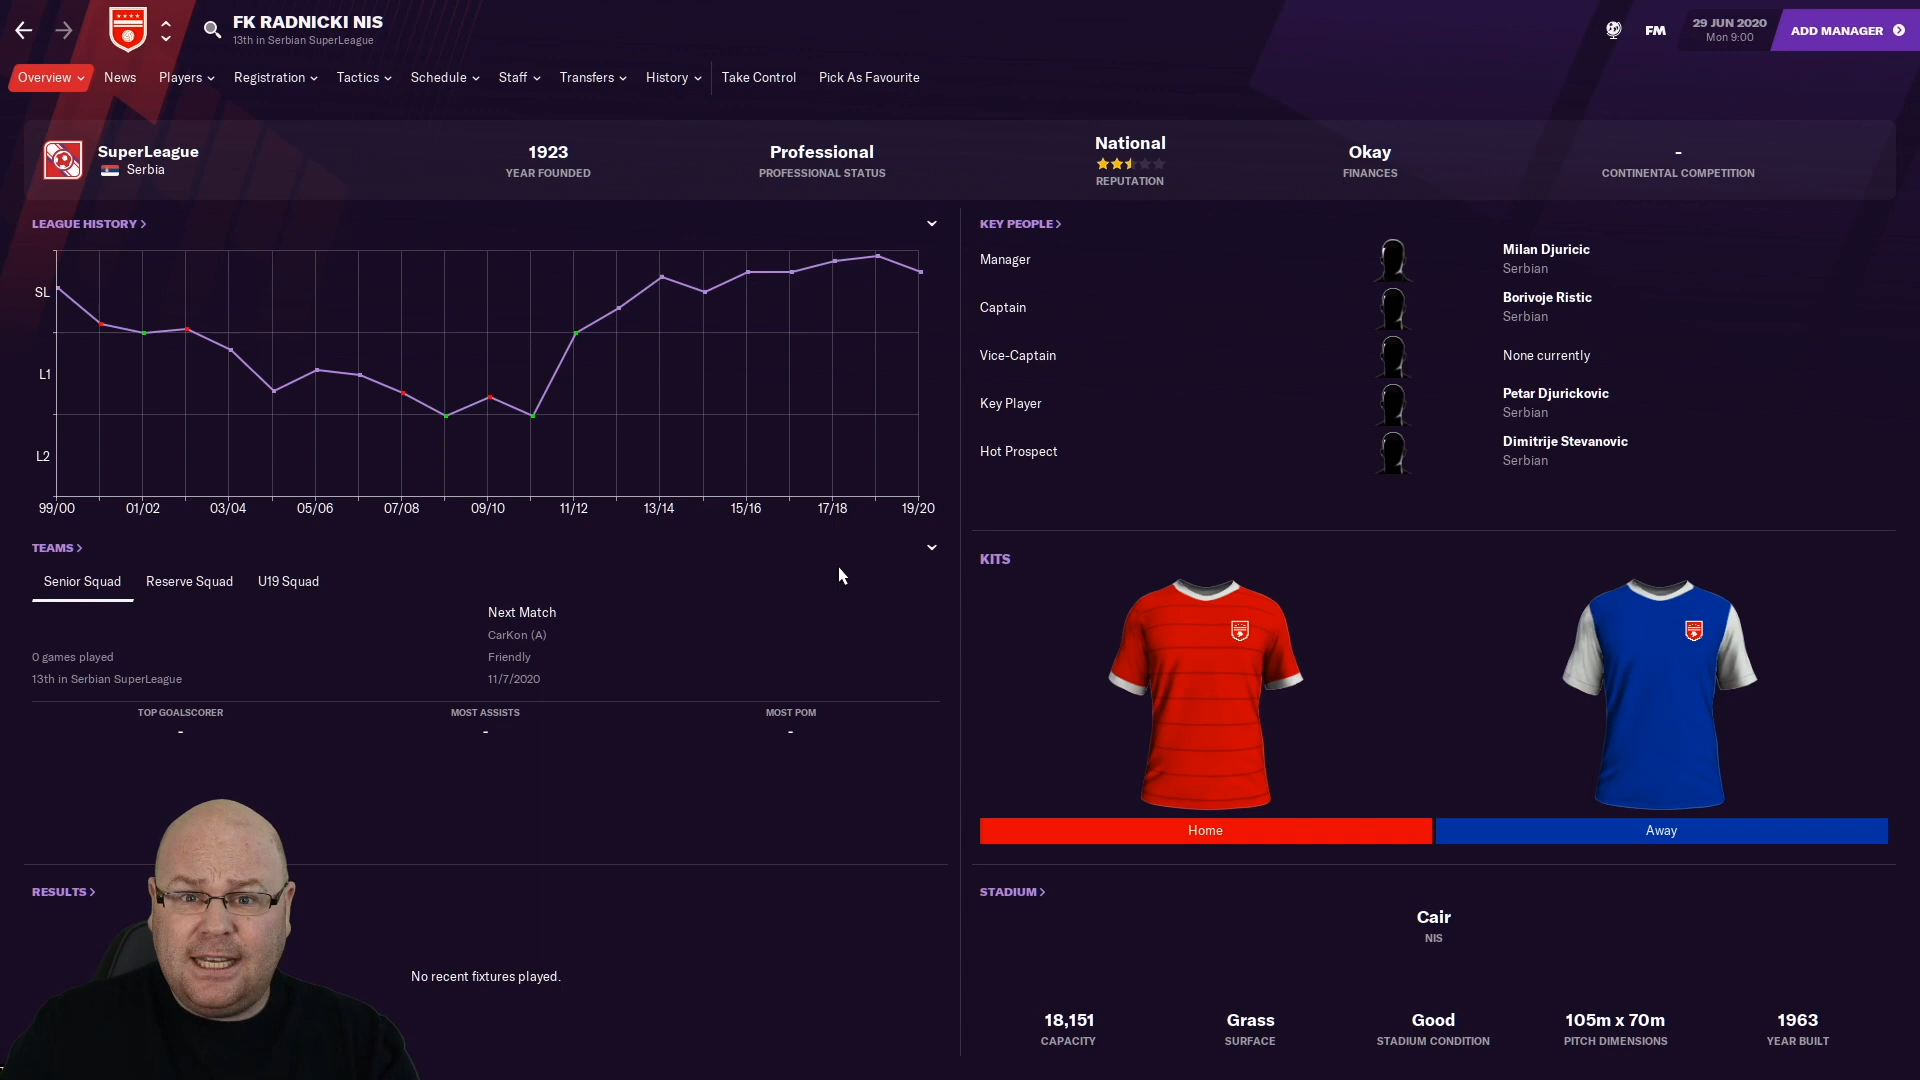 FK RADNICKI NIS
13th in Serbian SuperLeague
FM
29 JUN 2020
Mon 9:00
ADD MANAGER
Overview
News
Players
Registration
Tactics
Schedule
Staff
Transfers
History
Take Control
Pick As Favourite
SuperLeague
Serbia
1923
YEAR FOUNDED
Professional
PROFESSIONAL STATUS
National
REPUTATION
Okay
FINANCES
-
CONTINENTAL COMPETITION
LEAGUE HISTORY
SL
L1
L2
99/00 01/02 03/04 05/06 07/08 09/10 11/12 13/14 15/16 17/18 19/20
KEY PEOPLE
Manager
Milan Djuricic
Serbian
Captain
Borivoje Ristic
Serbian
Vice-Captain
None currently
Key Player
Petar Djurickovic
Serbian
Hot Prospect
Dimitrije Stevanovic
Serbian
TEAMS
Senior Squad
Reserve Squad
U19 Squad
Next Match
CarKon (A)
0 games played
Friendly
13th in Serbian SuperLeague
11/7/2020
TOP GOALSCORER
-
MOST ASSISTS
-
MOST POM
-
KITS
Home
Away
RESULTS
No recent fixtures played.
STADIUM
Cair
NIS
18,151
CAPACITY
Grass
SURFACE
Good
STADIUM CONDITION
105m x 70m
PITCH DIMENSIONS
1963
YEAR BUILT